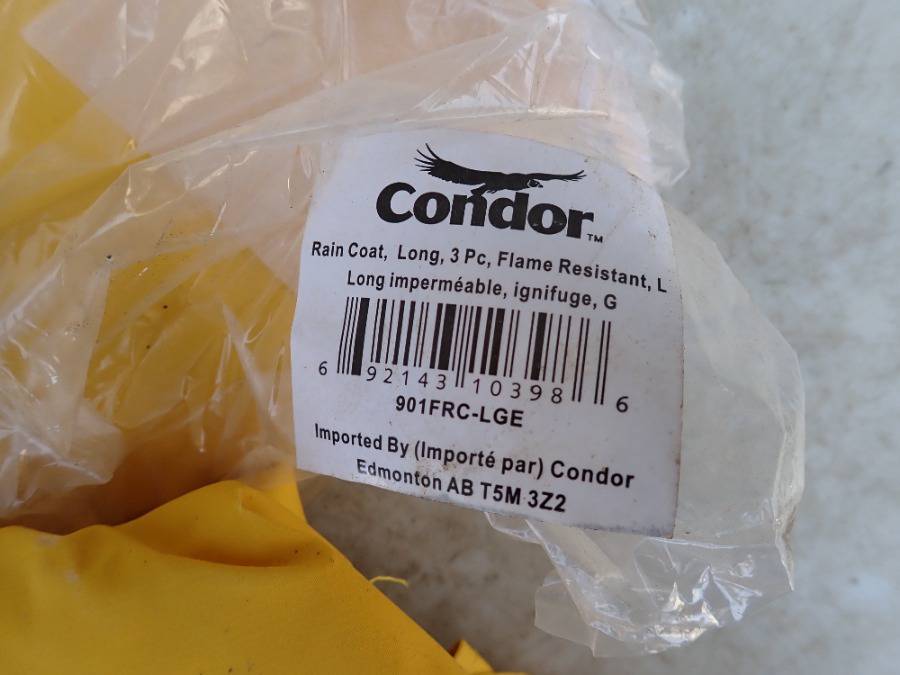 Condor™
Rain Coat, Long, 3 Pc, Flame Resistant, L
Long imperméable, ignifuge, G
6 92143 10398 6
901FRC-LGE
Imported By (Importé par) Condor
Edmonton AB T5M 3Z2